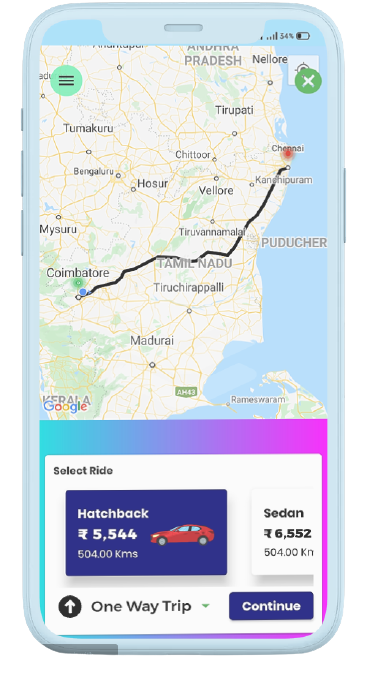 34%
ANDHRA
PRADESH
Nellore
Tirupati
Tumakuru
Chittoor
Chennai
Bengaluru
Hosur
Kanchipuram
Vellore
Mysuru
Tiruvannamalai
PUDUCHER
Coimbatore
TAMIL NADU
Tiruchirappalli
Madurai
AH43
Rameswaram
KERALA
Google
Select Ride
Hatchback
₹ 5,544
504.00 Kms
Sedan
₹ 6,552
504.00 Kn
One Way Trip
Continue